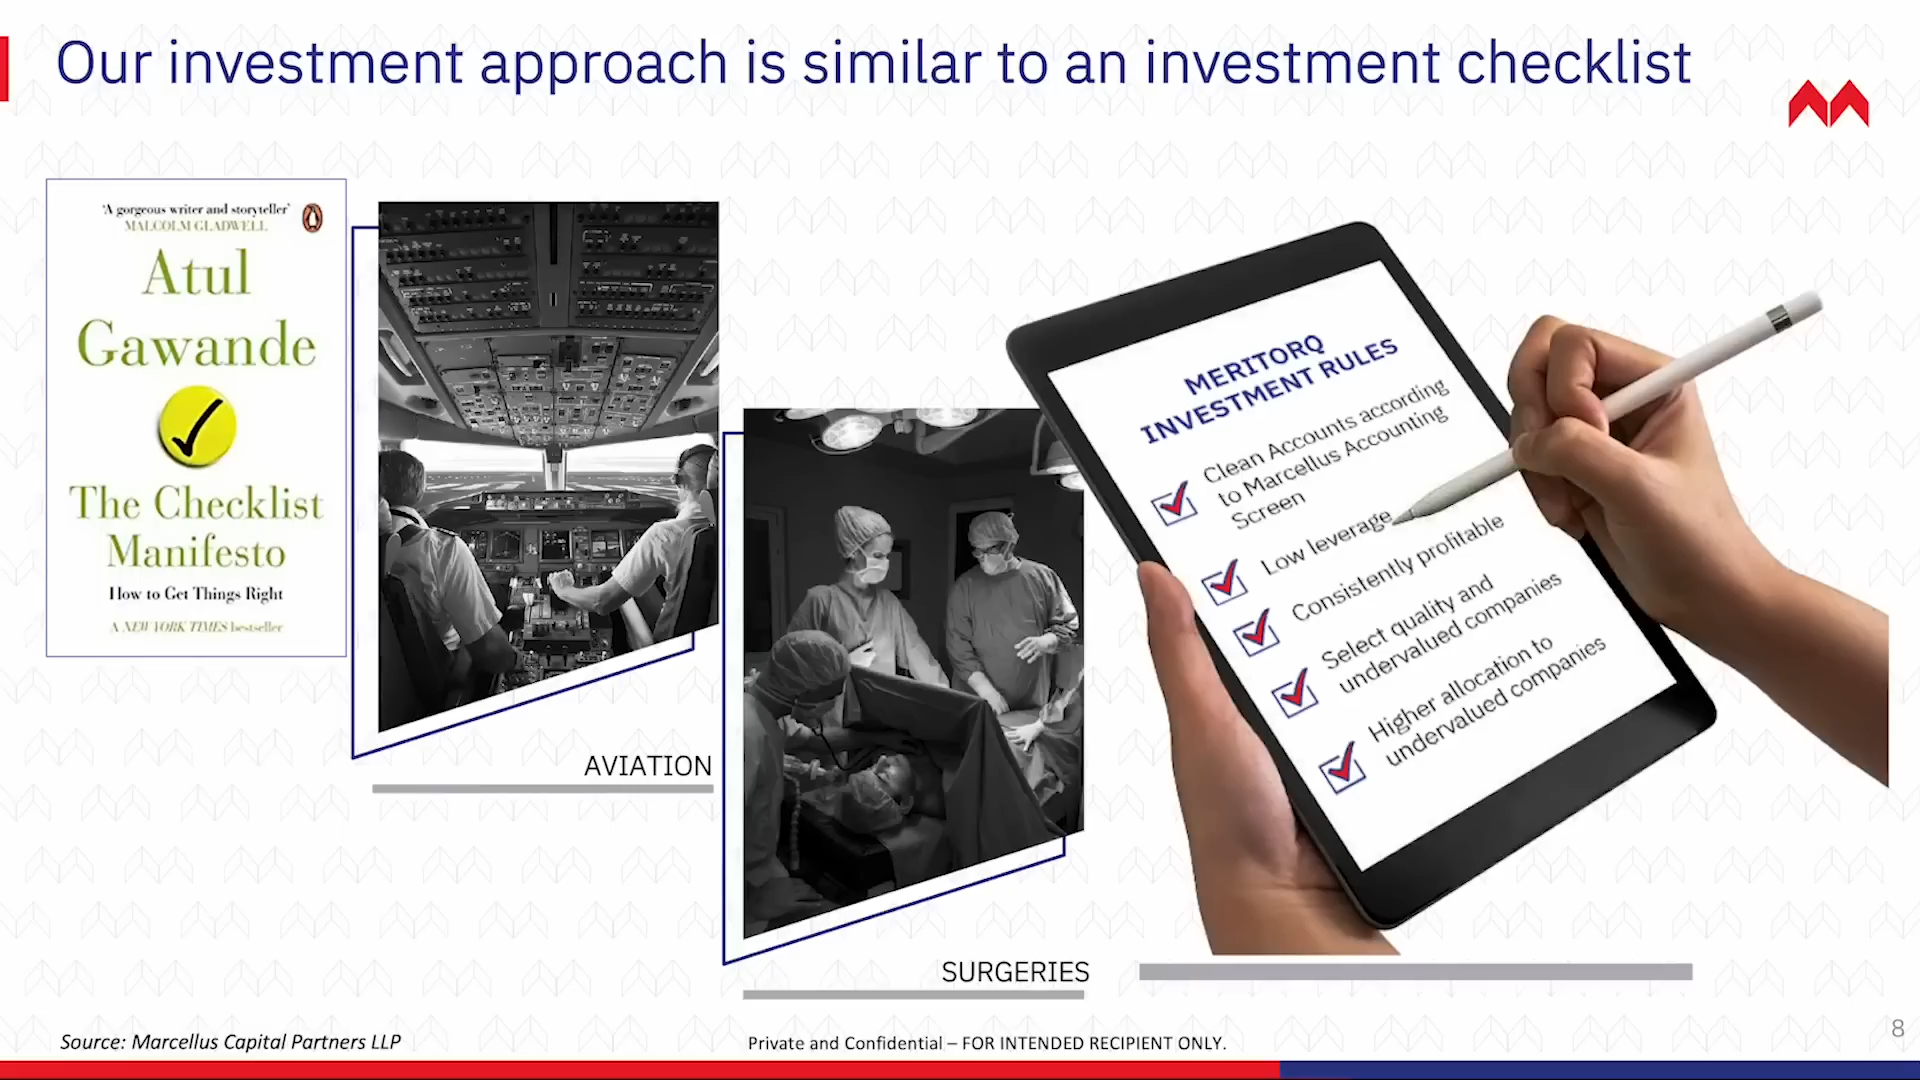 Our investment approach is similar to an investment checklist
'A gorgeous writer and storyteller'
MALCOLM GLADWELL
Atul
Gawande
The Checklist
Manifesto
How to Get Things Right
A NEW YORK TIMES bestseller
AVIATION
SURGERIES
MERITORQ
INVESTMENT RULES
Clean Accounts according
to Marcellus Accounting
Screen
Low leverage
Consistently profitable
Select quality and
undervalued companies
Higher allocation to
undervalued companies
Source: Marcellus Capital Partners LLP
Private and Confidential – FOR INTENDED RECIPIENT ONLY.
8